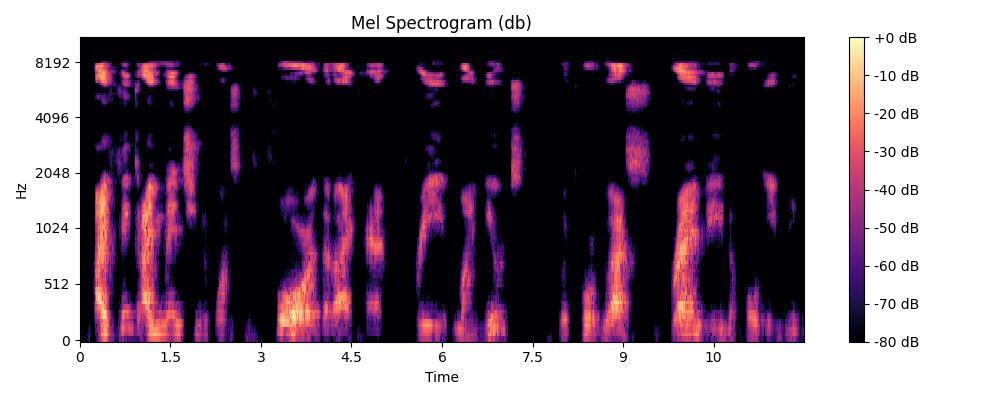 Mel Spectrogram (db)
8192
4096
2048
1024
512
0
Hz
0 1.5 3 4.5 6 7.5 9 10
Time
+0 dB
-10 dB
-20 dB
-30 dB
-40 dB
-50 dB
-60 dB
-70 dB
-80 dB